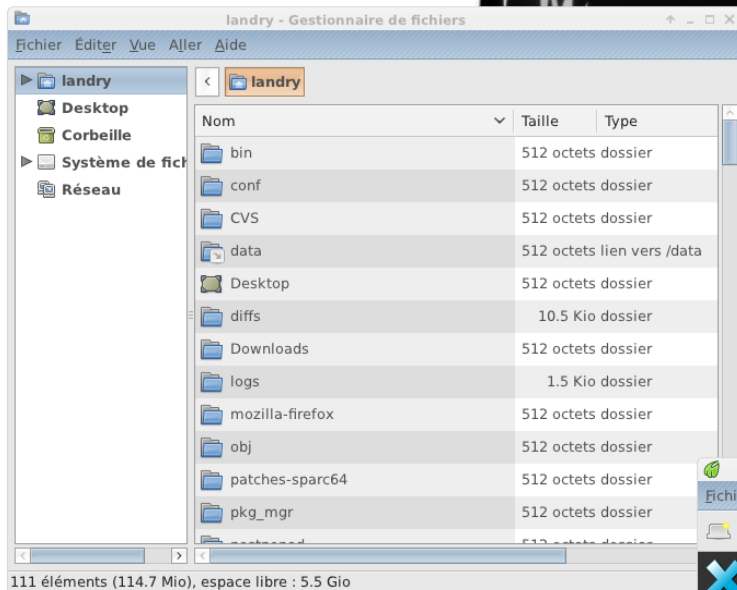 landry - Gestionnaire de fichiers
Fichier Éditer Vue Aller Aide
landry
Desktop
Corbeille
Système de fich
Réseau
landry
Nom Taille Type
bin 512 octets dossier
conf 512 octets dossier
CVS 512 octets dossier
data 512 octets lien vers /data
Desktop 512 octets dossier
diffs 10.5 Kio dossier
Downloads 512 octets dossier
logs 1.5 Kio dossier
mozilla-firefox 512 octets dossier
obj 512 octets dossier
patches-sparc64 512 octets dossier
pkg_mgr 512 octets dossier
111 éléments (114.7 Mio), espace libre : 5.5 Gio
Fichi